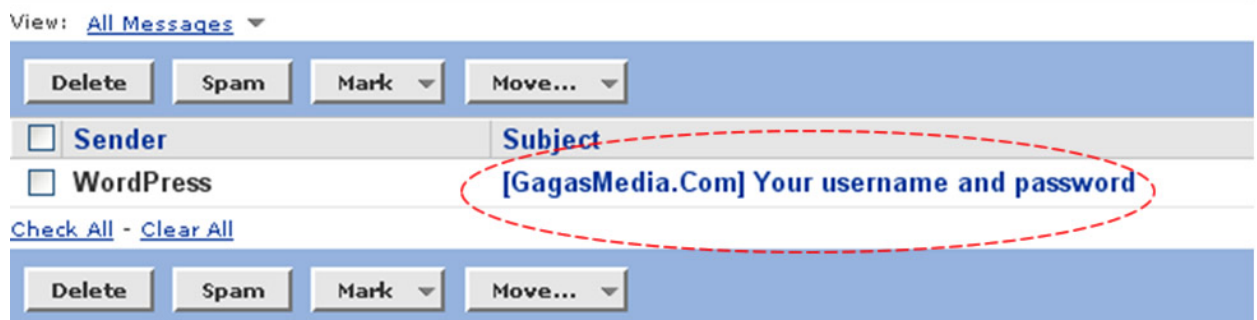 View: All Messages
Delete Spam Mark Move...
Sender Subject
WordPress [GagasMedia.Com] Your username and password
Check All - Clear All
Delete Spam Mark Move...